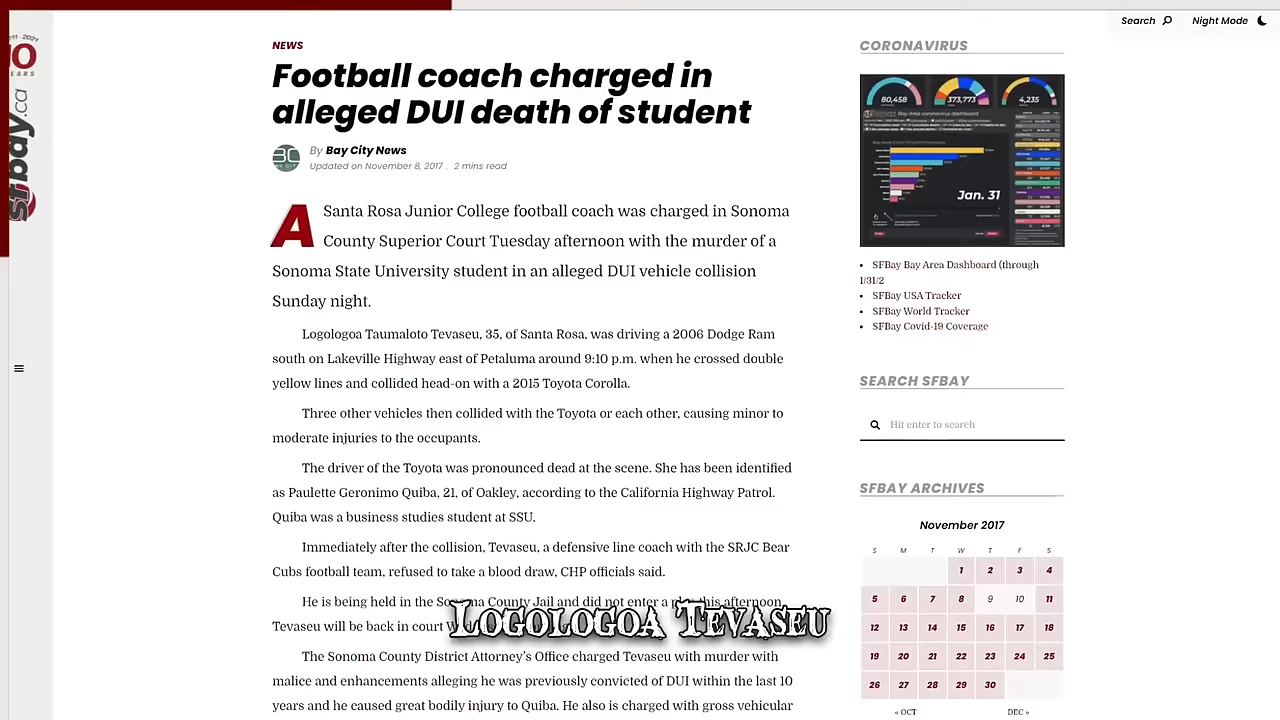 Search
Night Mode
10
YEARS
sfbay.ca
NEWS
Football coach charged in
alleged DUI death of student
By Bay City News
Updated on November 8, 2017 . 2 mins read
A Santa Rosa Junior College football coach was charged in Sonoma
County Superior Court Tuesday afternoon with the murder of a
Sonoma State University student in an alleged DUI vehicle collision
Sunday night.
Logologoa Taumaloto Tevaseu, 35, of Santa Rosa, was driving a 2006 Dodge Ram
south on Lakeville Highway east of Petaluma around 9:10 p.m. when he crossed double
yellow lines and collided head-on with a 2015 Toyota Corolla.
Three other vehicles then collided with the Toyota or each other, causing minor to
moderate injuries to the occupants.
The driver of the Toyota was pronounced dead at the scene. She has been identified
as Paulette Geronimo Quiba, 21, of Oakley, according to the California Highway Patrol.
Quiba was a business studies student at SSU.
Immediately after the collision, Tevaseu, a defensive line coach with the SRJC Bear
Cubs football team, refused to take a blood draw, CHP officials said.
He is being held in the Sonoma County Jail and did not enter a plea this afternoon.
Tevaseu will be back in court
Logologoa Tevaseu
The Sonoma County District Attorney's Office charged Tevaseu with murder with
malice and enhancements alleging he was previously convicted of DUI within the last 10
years and he caused great bodily injury to Quiba. He also is charged with gross vehicular
CORONAVIRUS
80,458
373,773
4,235
Bay Area coronavirus dashboard
Jan. 31
• SFBay Bay Area Dashboard (through
1/31/2
• SFBay USA Tracker
• SFBay World Tracker
• SFBay Covid-19 Coverage
SEARCH SFBAY
Hit enter to search
SFBAY ARCHIVES
November 2017
S M T W T F S
1 2 3 4
5 6 7 8 9 10 11
12 13 14 15 16 17 18
19 20 21 22 23 24 25
26 27 28 29 30
« OCT DEC »